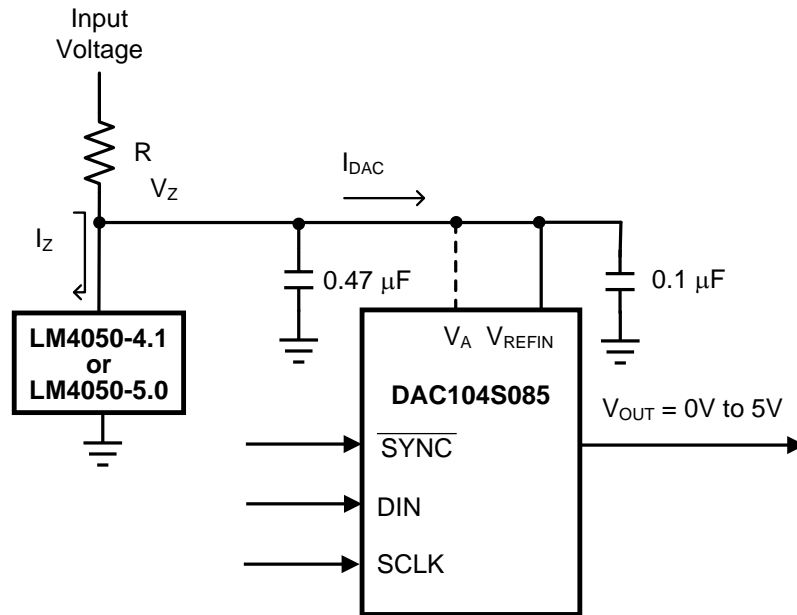 Input
Voltage
R
V_Z
I_DAC
I_Z
0.47 μF
0.1 μF
LM4050-4.1
or
LM4050-5.0
V_A V_REFIN
DAC104S085
V_OUT = 0V to 5V
SYNC
DIN
SCLK